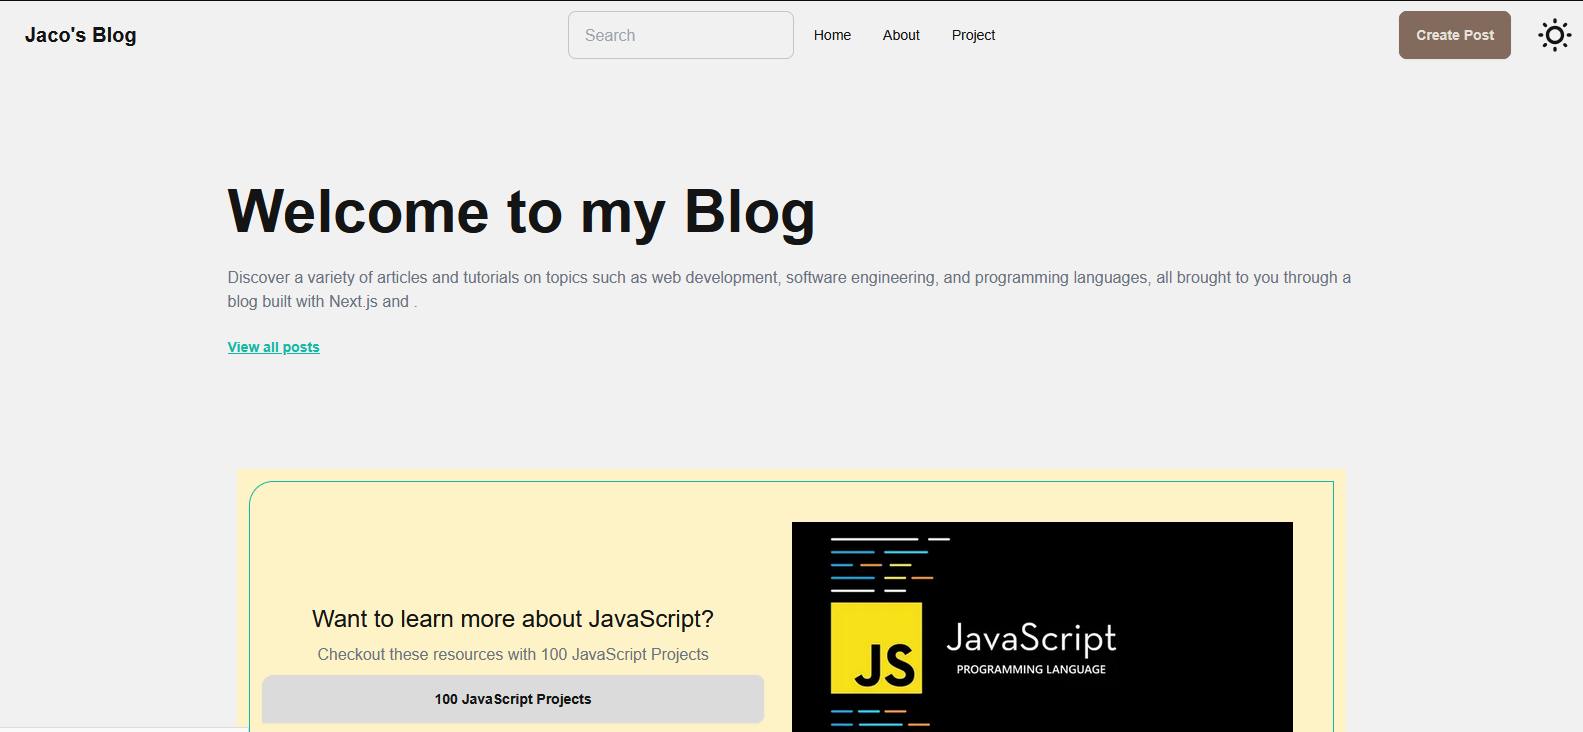 Jaco's Blog
Search
Home
About
Project
Create Post
Welcome to my Blog
Discover a variety of articles and tutorials on topics such as web development, software engineering, and programming languages, all brought to you through a
blog built with Next.js and .
View all posts
Want to learn more about JavaScript?
Checkout these resources with 100 JavaScript Projects
100 JavaScript Projects
JS
JavaScript
PROGRAMMING LANGUAGE